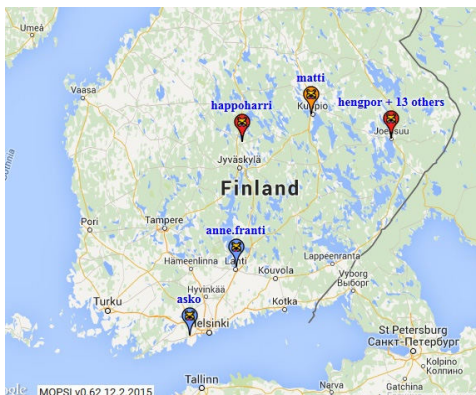 Umeå
Vaasa
matti
happoharri
hengpor + 13 others
Kuopio
Joensuu
Jyväskylä
Finland
Pori
Tampere
anne.franti
Lahti
Lappeenranta
Hämeenlinna
Kouvola
Vyborg
Выборг
Hyvinkää
asko
Turku
Kotka
Helsinki
St Petersburg
Санкт-Петербург
Kolpino
Колпино
Tallinn
Narva
Gatchina
MOPSI v0.62 12.2.2015